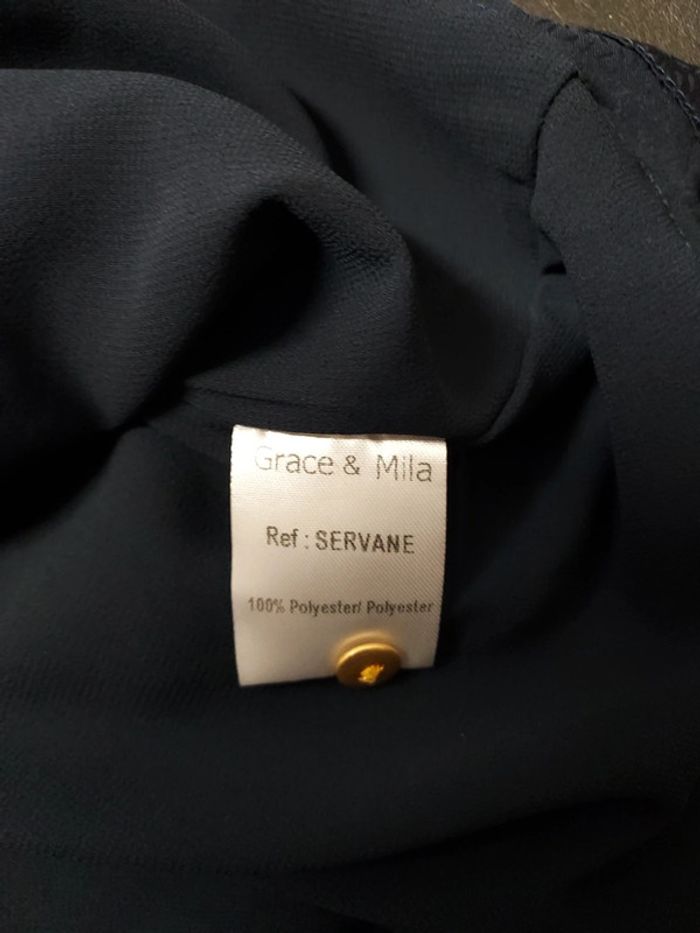 Grace & Mila
Ref : SERVANE
100% Polyester/ Polyester